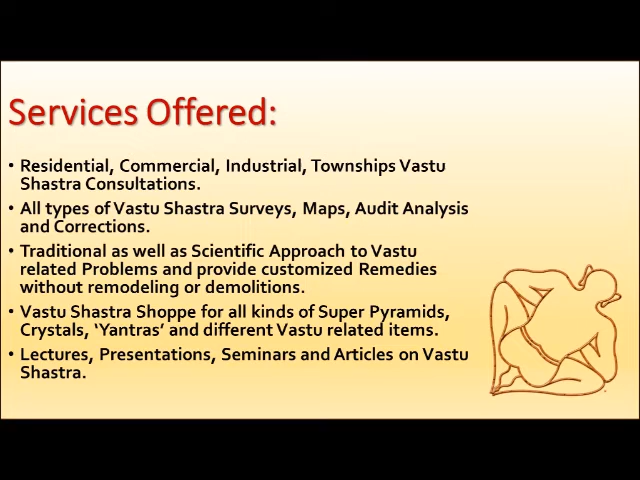 Services Offered:
• Residential, Commercial, Industrial, Townships Vastu
Shastra Consultations.
• All types of Vastu Shastra Surveys, Maps, Audit Analysis
and Corrections.
• Traditional as well as Scientific Approach to Vastu
related Problems and provide customized Remedies
without remodeling or demolitions.
• Vastu Shastra Shoppe for all kinds of Super Pyramids,
Crystals, ‘Yantras’ and different Vastu related items.
• Lectures, Presentations, Seminars and Articles on Vastu
Shastra.